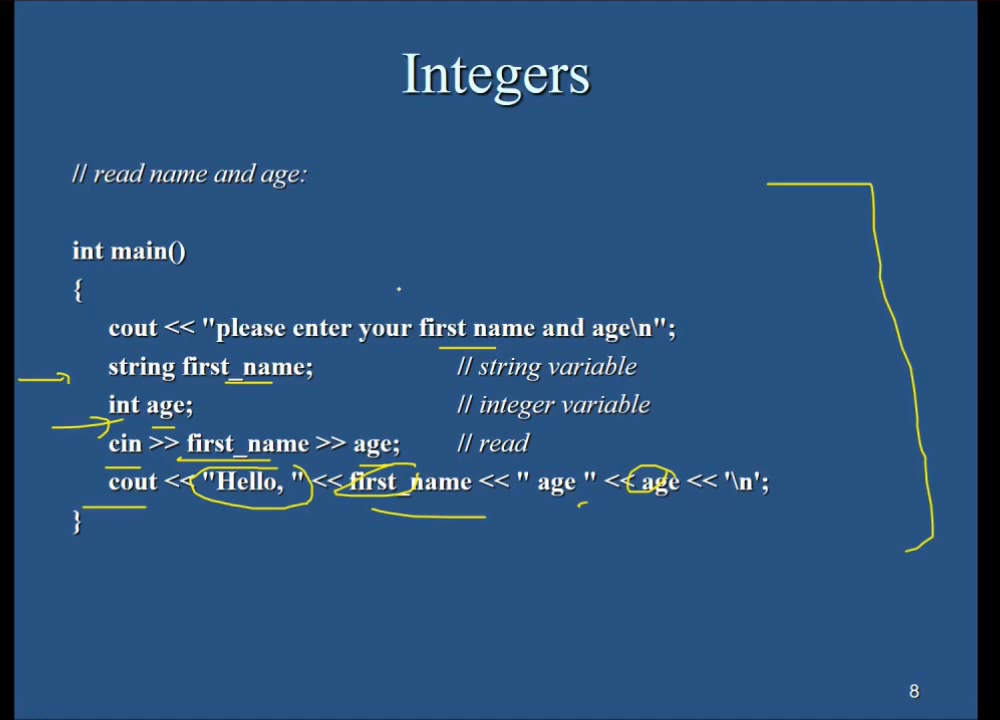 Integers
// read name and age:
int main()
{
cout << "please enter your first name and age\n";
string first_name; // string variable
int age; // integer variable
cin >> first_name >> age; // read
cout << "Hello, " << first_name << " age " << age << '\n';
}
8